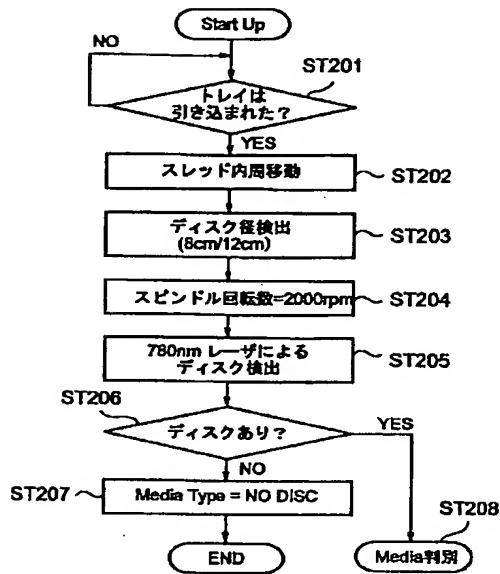 Start Up
NO
ST201
トレイは
引き込まれた？
YES
スレッド内周移動
ST202
ディスク径検出
(8cm/12cm)
ST203
スピンドル回転数=2000rpm
ST204
780nm レーザによる
ディスク検出
ST205
ST206
YES
ディスクあり？
NO
ST207
Media Type = NO DISC
ST208
END
Media判別